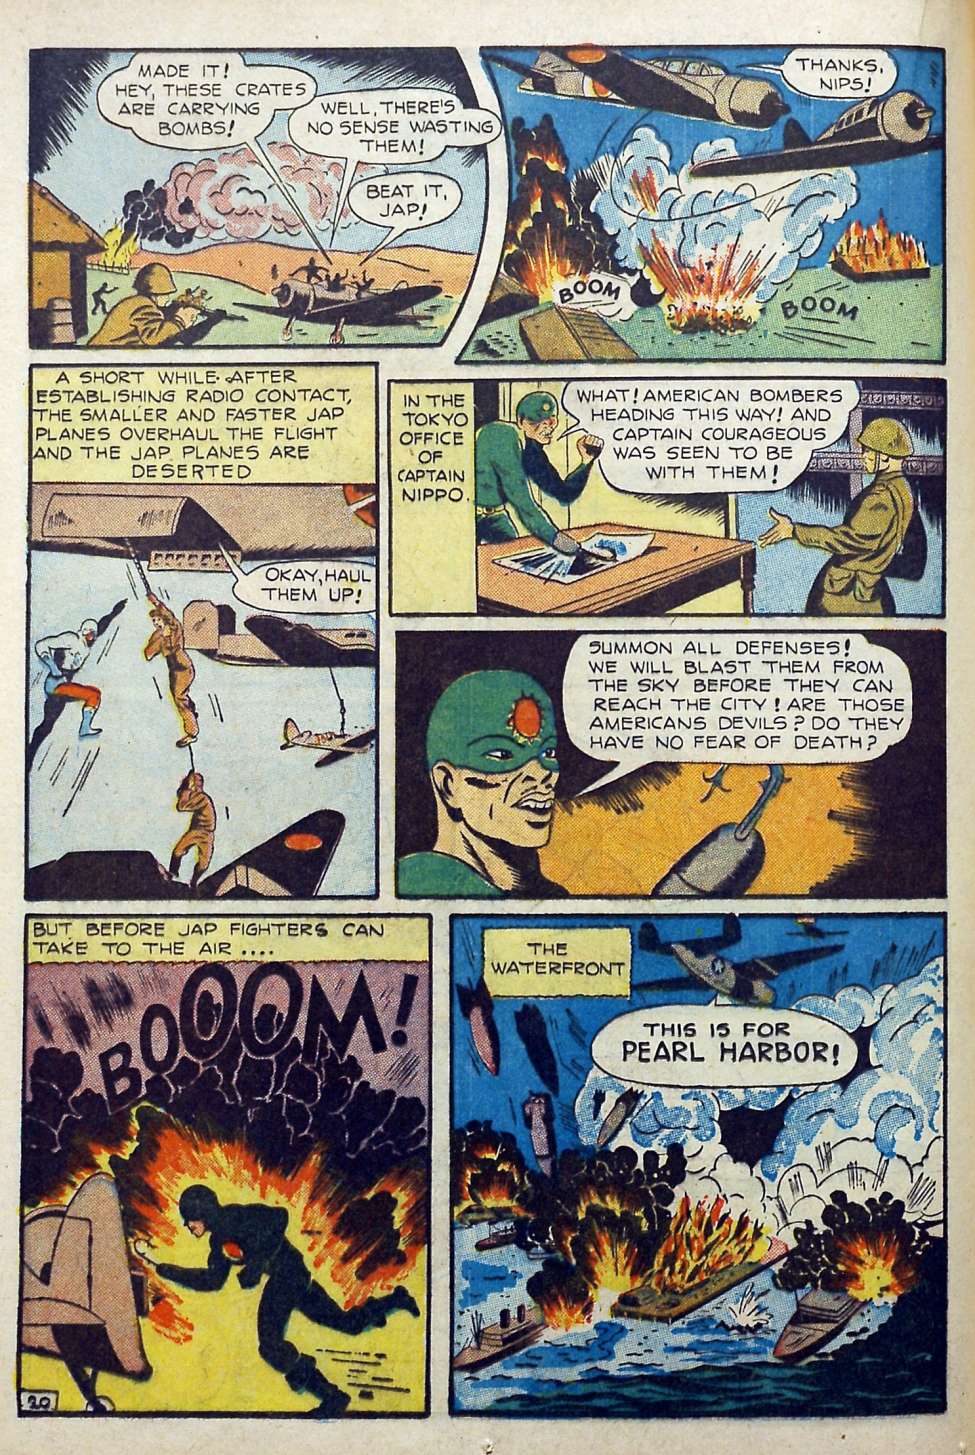 MADE IT!
HEY, THESE CRATES
ARE CARRYING
BOMBS!
WELL, THERE'S
NO SENSE WASTING
THEM!
BEAT IT,
JAP!
THANKS,
NIPS!
BOOM
BOOM
A SHORT WHILE AFTER
ESTABLISHING RADIO CONTACT,
THE SMALLER AND FASTER JAP
PLANES OVERHAUL THE FLIGHT
AND THE JAP PLANES ARE
DESERTED
OKAY, HAUL
THEM UP!
IN THE
TOKYO
OFFICE
OF
CAPTAIN
NIPPO.
WHAT! AMERICAN BOMBERS
HEADING THIS WAY! AND
CAPTAIN COURAGEOUS
WAS SEEN TO BE
WITH THEM!
SUMMON ALL DEFENSES!
WE WILL BLAST THEM FROM
THE SKY BEFORE THEY CAN
REACH THE CITY! ARE THOSE
AMERICANS DEVILS? DO THEY
HAVE NO FEAR OF DEATH?
BUT BEFORE JAP FIGHTERS CAN
TAKE TO THE AIR ....
BOOOOM!
THE
WATERFRONT
THIS IS FOR
PEARL HARBOR!
20